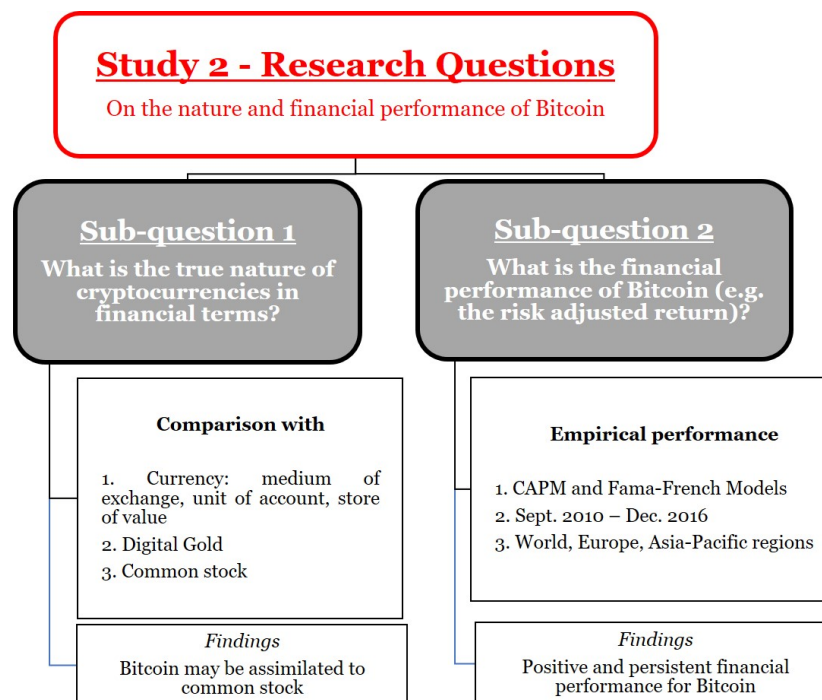 Study 2 - Research Questions
On the nature and financial performance of Bitcoin
Sub-question 1
What is the true nature of
cryptocurrencies in
financial terms?
Sub-question 2
What is the financial
performance of Bitcoin (e.g.
the risk adjusted return)?
Comparison with
1. Currency: medium of
exchange, unit of account, store
of value
2. Digital Gold
3. Common stock
Empirical performance
1. CAPM and Fama-French Models
2. Sept. 2010 – Dec. 2016
3. World, Europe, Asia-Pacific regions
Findings
Bitcoin may be assimilated to
common stock
Findings
Positive and persistent financial
performance for Bitcoin